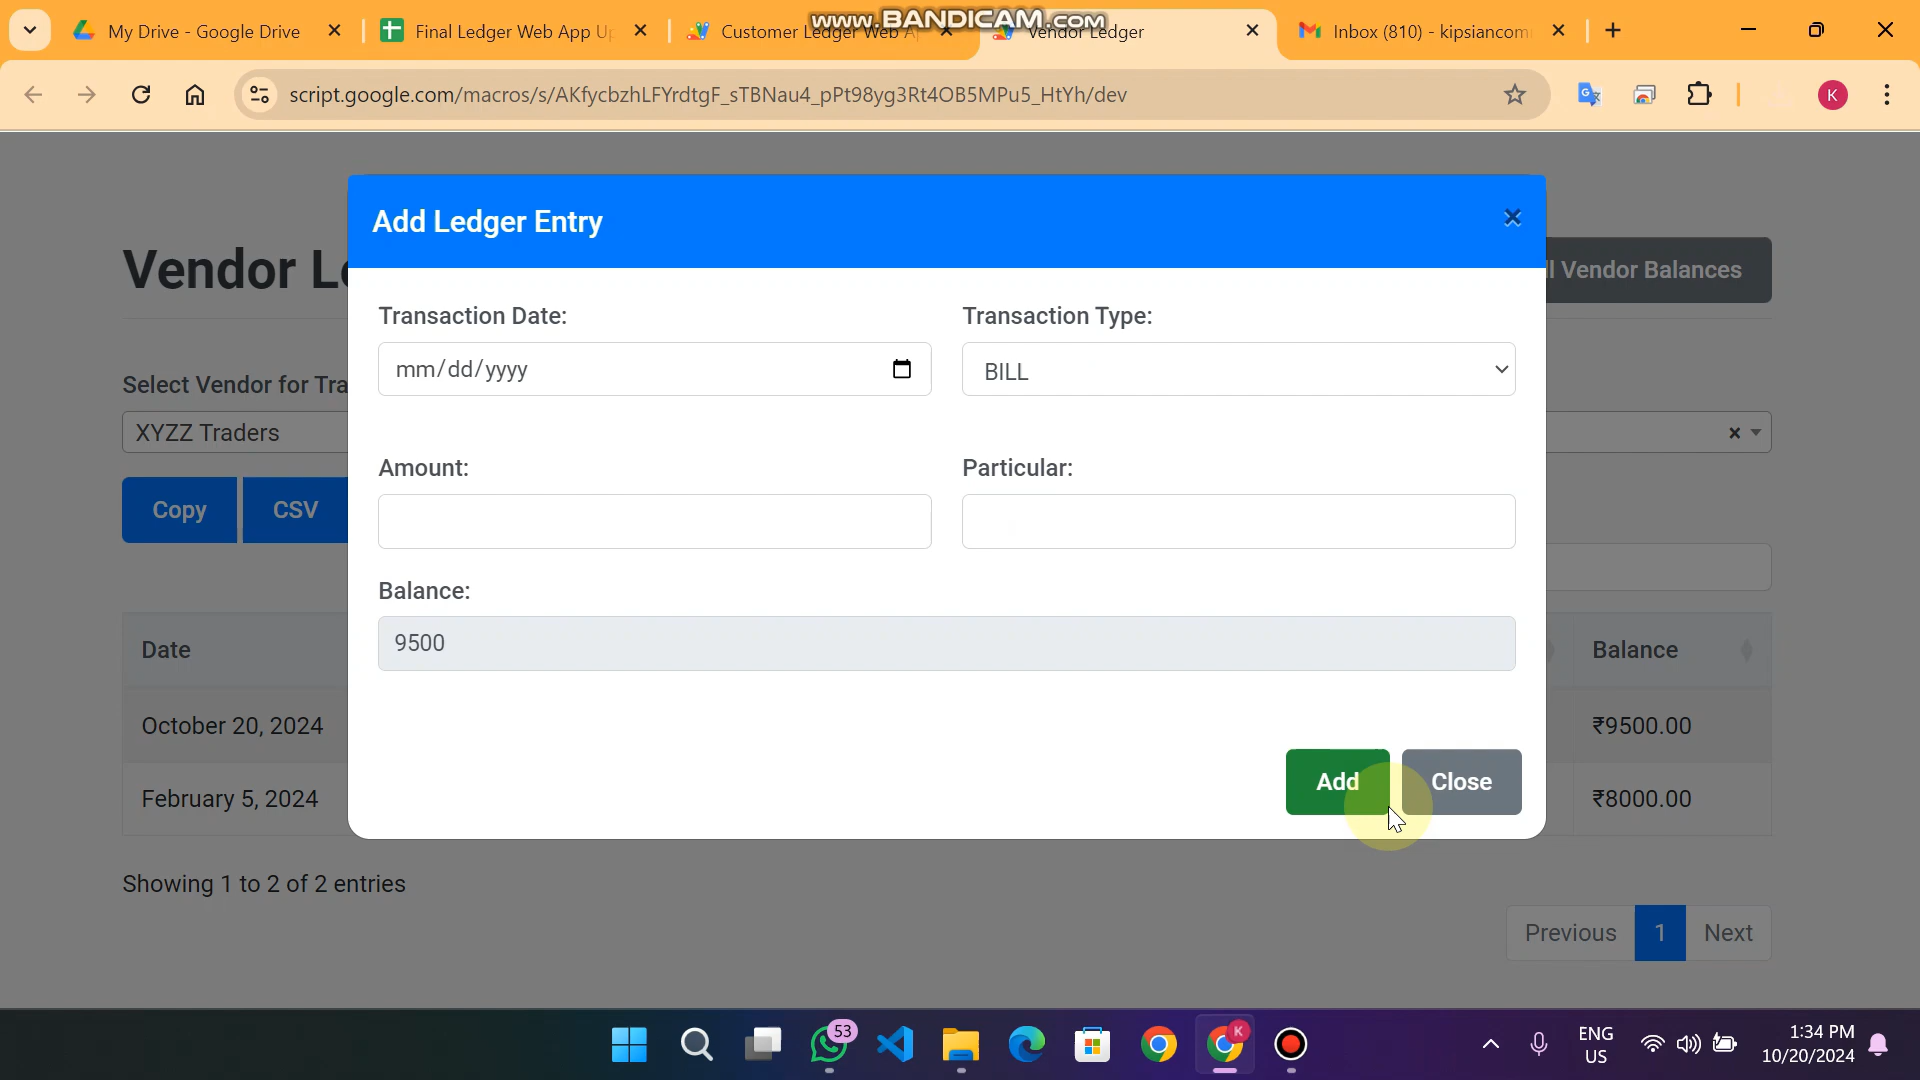 www.BANDICAM.com
My Drive - Google Drive
Final Ledger Web App Up
Customer Ledger Web A
Vendor Ledger
Inbox (810) - kipsiancom
script.google.com/macros/s/AKfycbzhLFYrdtgF_sTBNau4_pPt98yg3Rt4OB5MPu5_HtYh/dev
K
Add Ledger Entry
×
Vendor Le
ll Vendor Balances
Transaction Date:
Transaction Type:
mm/dd/yyyy
BILL
Select Vendor for Tra
XYZZ Traders
×
Amount:
Particular:
Copy
CSV
Balance:
9500
Date
Balance
October 20, 2024
₹9500.00
Add
Close
February 5, 2024
₹8000.00
Showing 1 to 2 of 2 entries
Previous
1
Next
53
K
ENG
US
1:34 PM
10/20/2024